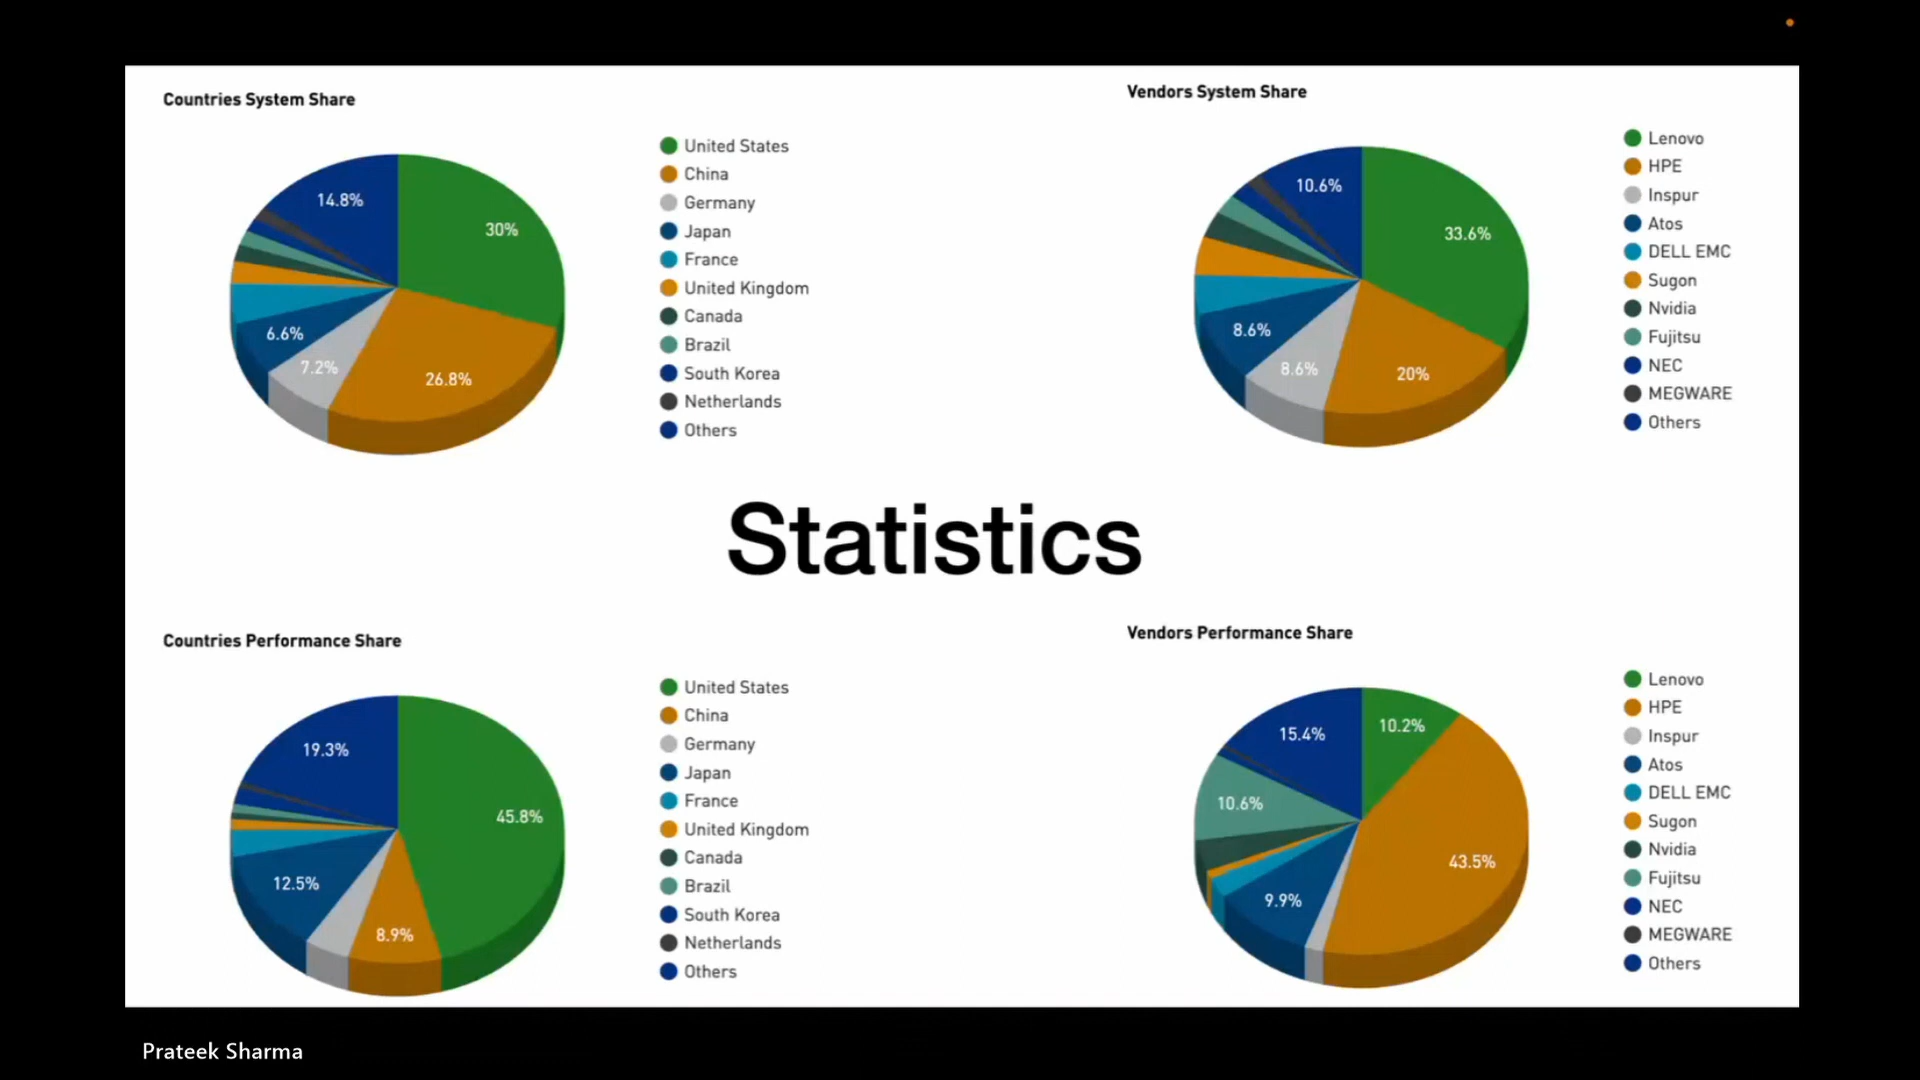 Countries System Share
14.8%
30%
6.6%
7.2%
26.8%
United States
China
Germany
Japan
France
United Kingdom
Canada
Brazil
South Korea
Netherlands
Others
Vendors System Share
10.6%
33.6%
8.6%
8.6%
20%
Lenovo
HPE
Inspur
Atos
DELL EMC
Sugon
Nvidia
Fujitsu
NEC
MEGWARE
Others
Statistics
Countries Performance Share
19.3%
45.8%
12.5%
8.9%
United States
China
Germany
Japan
France
United Kingdom
Canada
Brazil
South Korea
Netherlands
Others
Vendors Performance Share
15.4%
10.2%
10.6%
43.5%
9.9%
Lenovo
HPE
Inspur
Atos
DELL EMC
Sugon
Nvidia
Fujitsu
NEC
MEGWARE
Others
Prateek Sharma